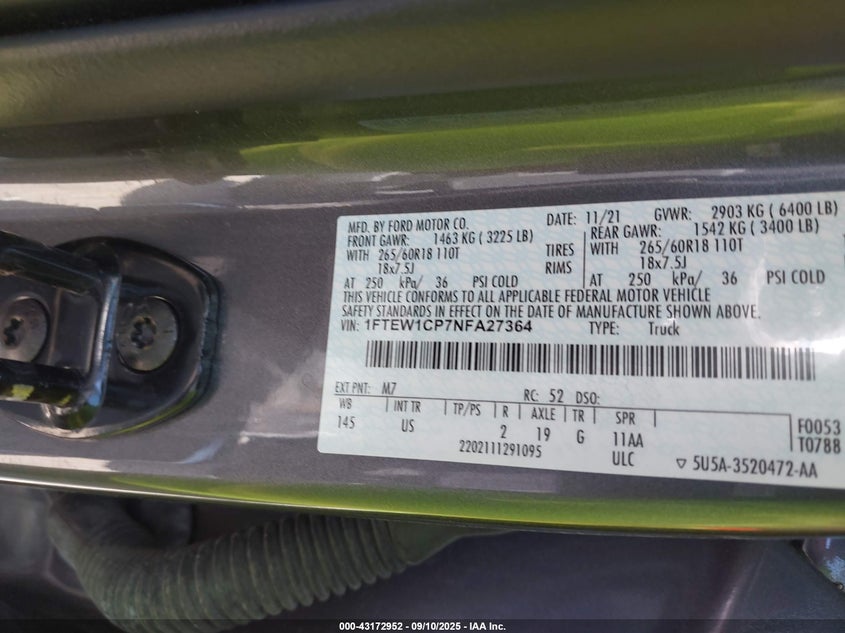 MFD. BY FORD MOTOR CO. DATE: 11/21 GVWR: 2903 KG ( 6400 LB)
FRONT GAWR: 1463 KG ( 3225 LB) REAR GAWR: 1542 KG ( 3400 LB)
WITH 265/60R18 110T TIRES WITH 265/60R18 110T
18x7.5J RIMS 18x7.5J
AT 250 kPa/ 36 PSI COLD AT 250 kPa/ 36 PSI COLD
THIS VEHICLE CONFORMS TO ALL APPLICABLE FEDERAL MOTOR VEHICLE
SAFETY STANDARDS IN EFFECT ON THE DATE OF MANUFACTURE SHOWN ABOVE.
VIN: 1FTEW1CP7NFA27364 TYPE: Truck
EXT PNT: M7 RC: 52 DSO:
WB INT TR TP/PS R AXLE TR SPR
145 US 2 19 G 11AA F0053
2202111291095 ULC T0788
▽ 5U5A-3520472-AA
000-43172952 - 09/10/2025 - IAA Inc.